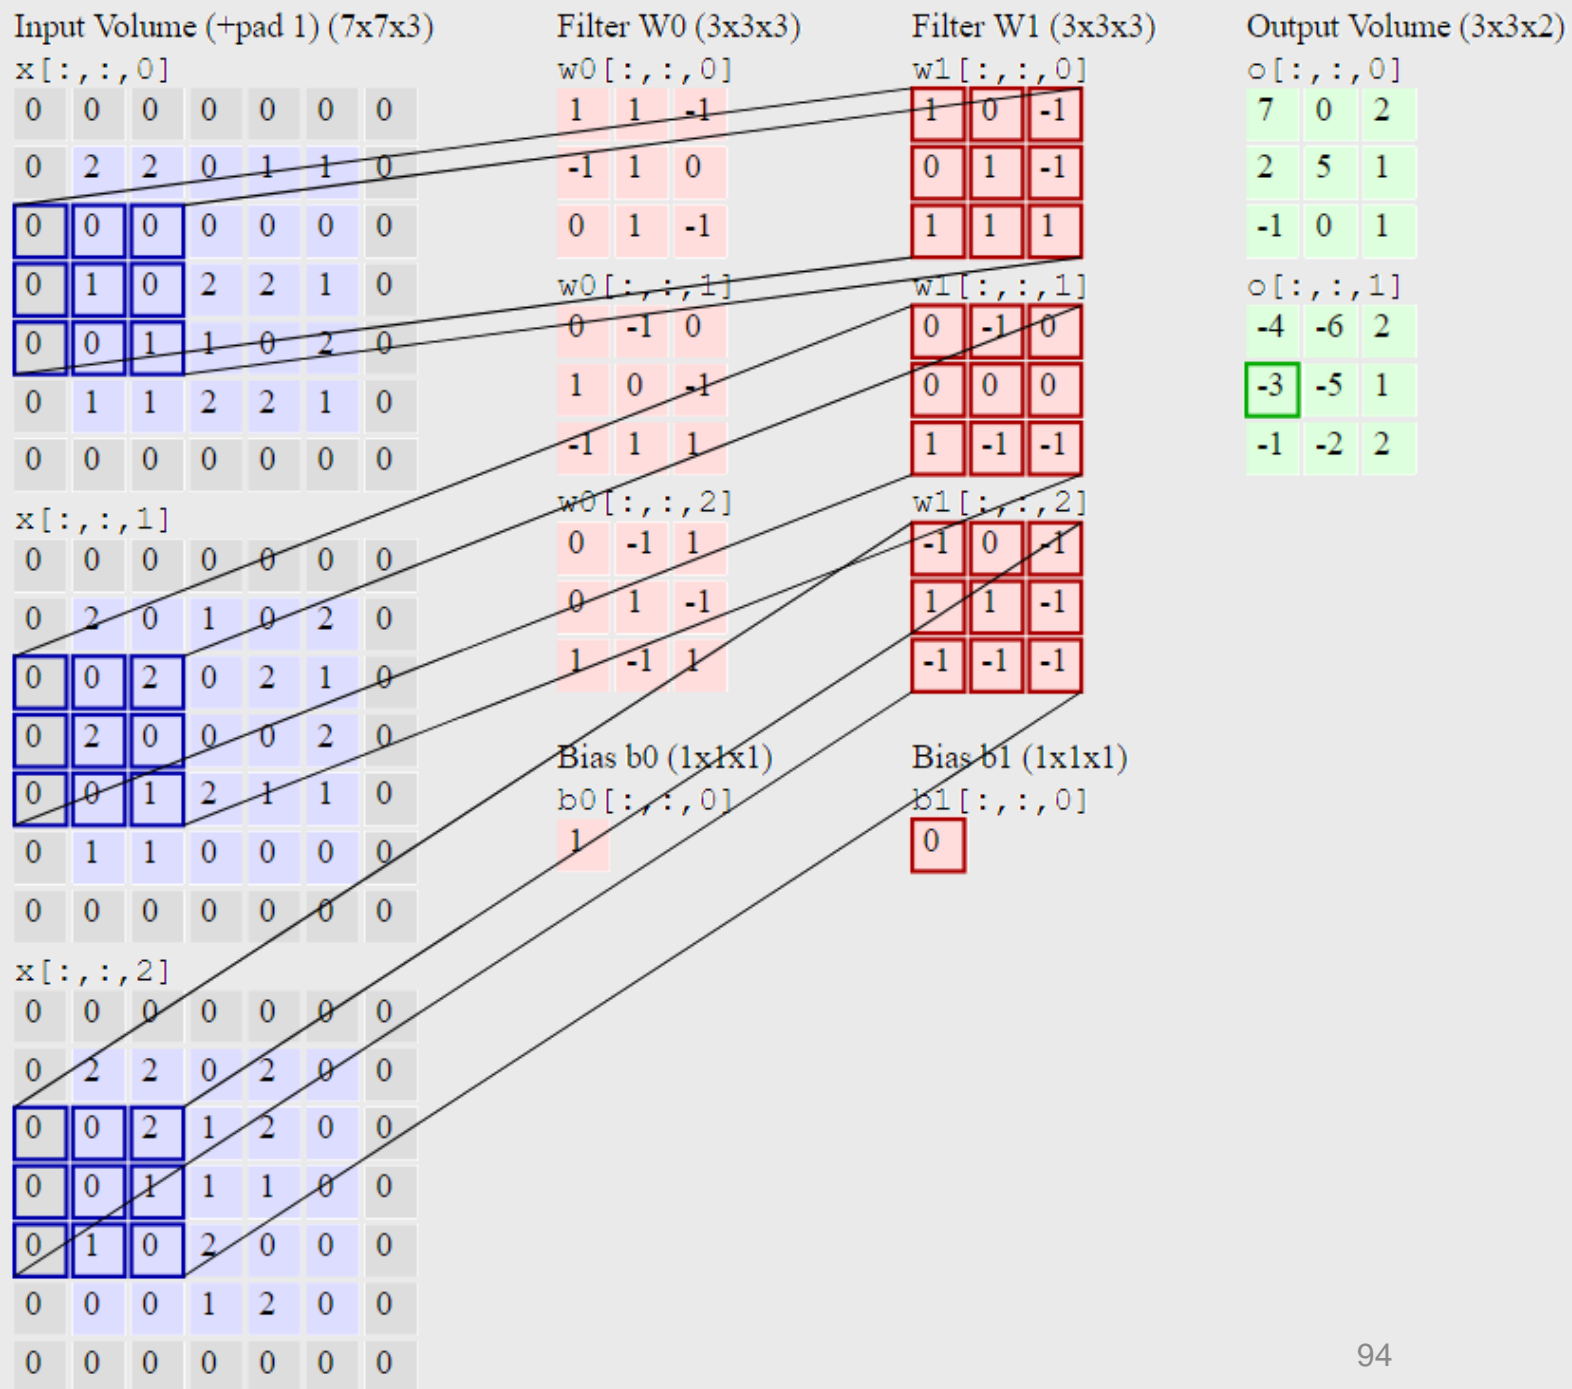 Input Volume (+pad 1) (7x7x3)
x[:,:,0]
0 0 0 0 0 0 0
0 2 2 0 1 1 0
0 0 0 0 0 0 0
0 1 0 2 2 1 0
0 0 1 1 0 2 0
0 1 1 2 2 1 0
0 0 0 0 0 0 0
x[:,:,1]
0 0 0 0 0 0 0
0 2 0 1 0 2 0
0 0 2 0 2 1 0
0 2 0 0 0 2 0
0 0 1 2 1 1 0
0 1 1 0 0 0 0
0 0 0 0 0 0 0
x[:,:,2]
0 0 0 0 0 0 0
0 2 2 0 2 0 0
0 0 2 1 2 0 0
0 0 1 1 1 0 0
0 1 0 2 0 0 0
0 0 0 1 2 0 0
0 0 0 0 0 0 0
Filter W0 (3x3x3)
w0[:,:,0]
1 1 -1
-1 1 0
0 1 -1
w0[:,:,1]
0 -1 0
1 0 -1
-1 1 1
w0[:,:,2]
0 -1 1
0 1 -1
1 -1 1
Bias b0 (1x1x1)
b0[:,:,0]
1
Filter W1 (3x3x3)
w1[:,:,0]
1 0 -1
0 1 -1
1 1 1
w1[:,:,1]
0 -1 0
0 0 0
1 -1 -1
w1[:,:,2]
-1 0 -1
1 1 -1
-1 -1 -1
Bias b1 (1x1x1)
b1[:,:,0]
0
Output Volume (3x3x2)
o[:,:,0]
7 0 2
2 5 1
-1 0 1
o[:,:,1]
-4 -6 2
-3 -5 1
-1 -2 2
94